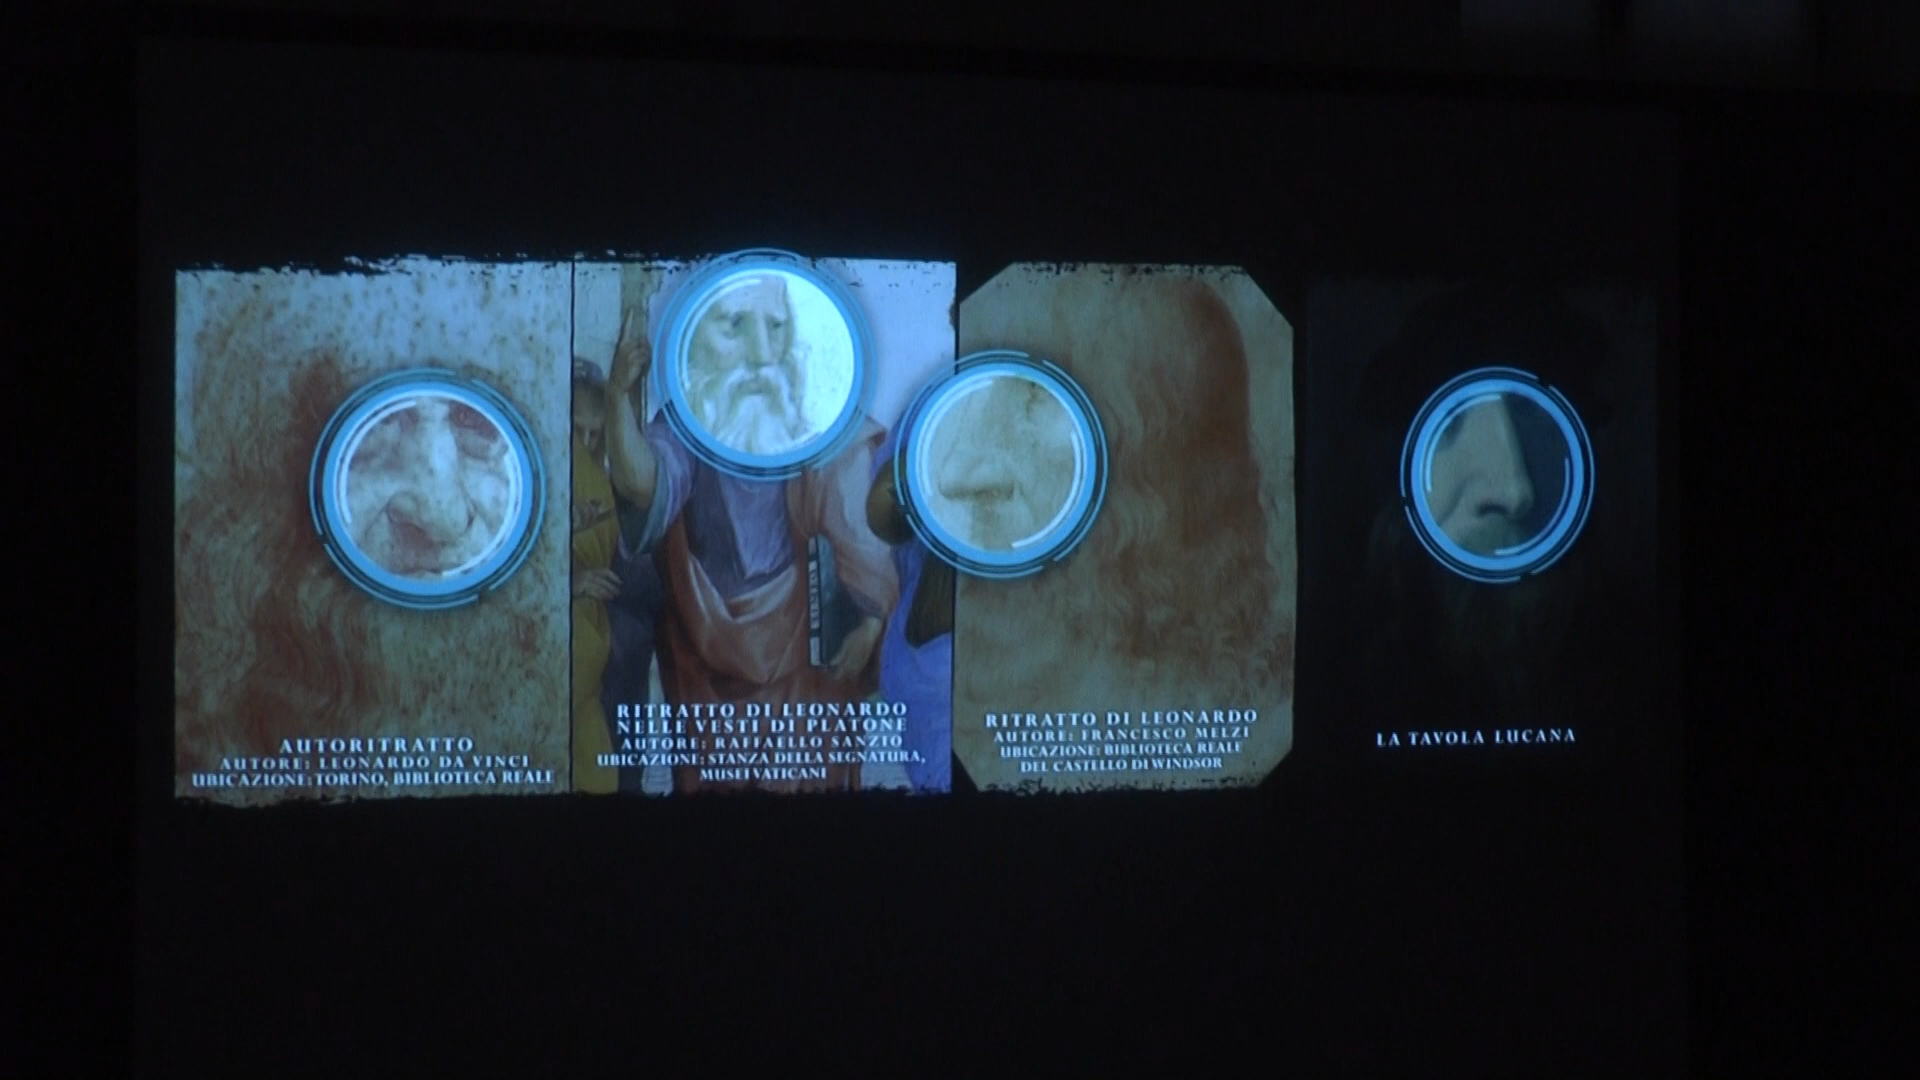 AUTORITRATTO
AUTORE: LEONARDO DA VINCI
UBICAZIONE: TORINO, BIBLIOTECA REALE
RITRATTO DI LEONARDO
NELLE VESTI DI PLATONE
AUTORE: RAFFAELLO SANZIO
UBICAZIONE: STANZA DELLA SEGNATURA,
MUSEI VATICANI
RITRATTO DI LEONARDO
AUTORE: FRANCESCO MELZI
UBICAZIONE: BIBLIOTECA REALE
DEL CASTELLO DI WINDSOR
LA TAVOLA LUCANA